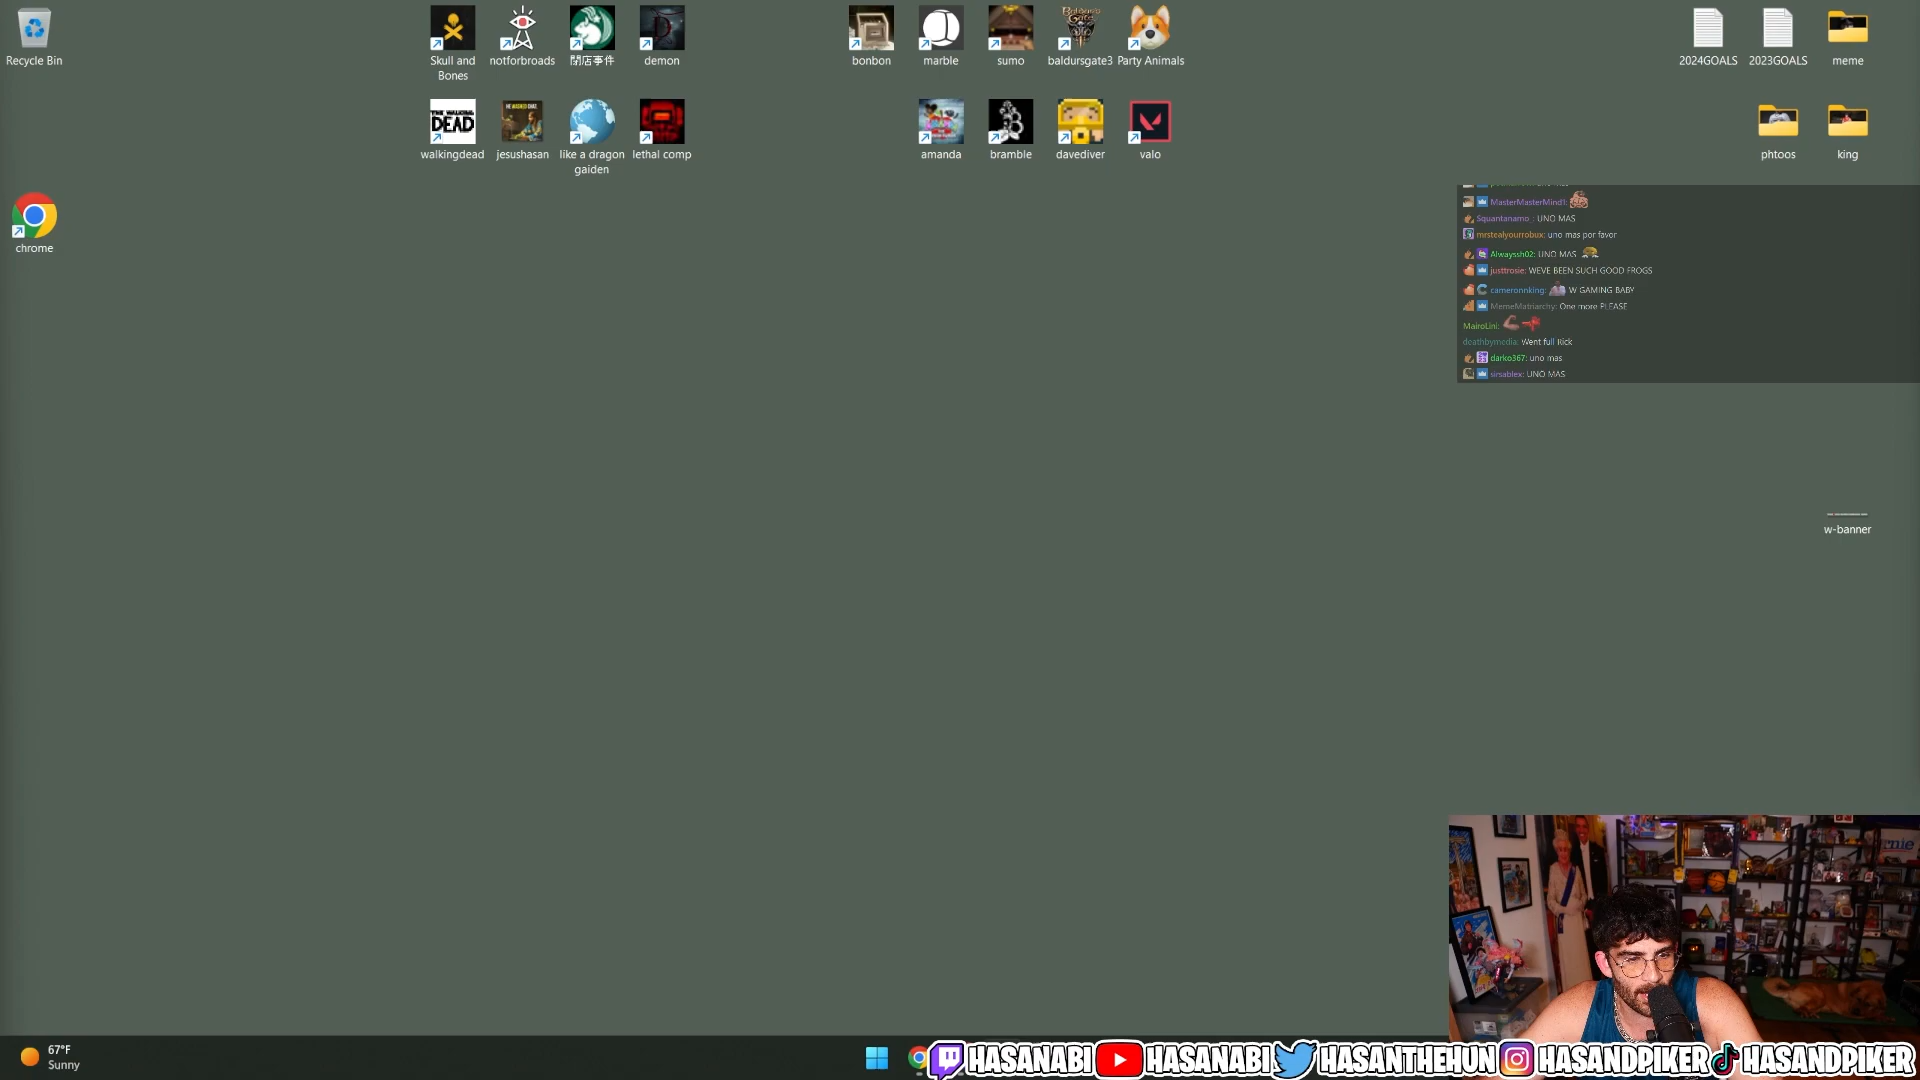 Recycle Bin
Skull and
Bones
notforbroads
閉店事件
demon
bonbon
marble
sumo
baldursgate3
Party Animals
2024GOALS
2023GOALS
meme
THE WALKING
DEAD
walkingdead
jesushasan
like a dragon
gaiden
lethal comp
amanda
bramble
davediver
valo
phtoos
king
chrome
MasterMasterMind1:
Squantanamo_: UNO MAS
mrstealyourrobux: uno mas por favor
Alwayssh02: UNO MAS
justtrosie: WEVE BEEN SUCH GOOD FROGS
cameronnking: W GAMING BABY
MemeMatriarchy: One more PLEASE
MairoLini:
deathbymedia: Went full Rick
darko367: uno mas
sirsablex: UNO MAS
w-banner
67°F
Sunny
HASANABI
HASANABI
HASANTHEHUN
HASANDPIKER
HASANDPIKER